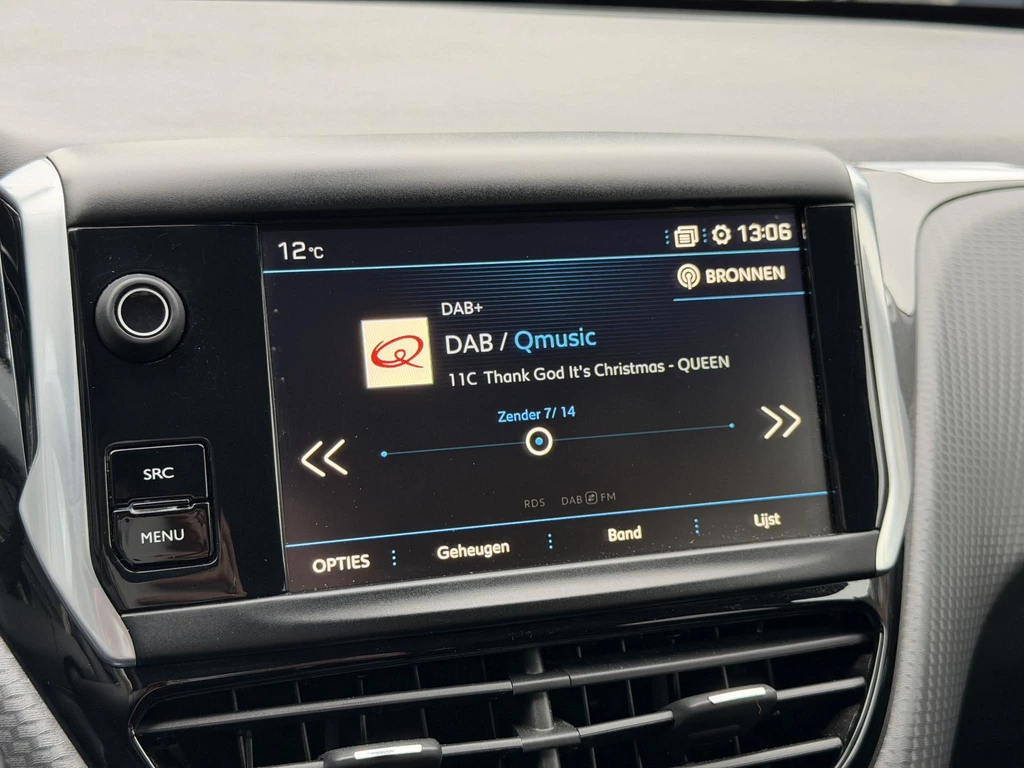 12°C
13:06
BRONNEN
DAB+
DAB / Qmusic
11C Thank God It's Christmas - QUEEN
Zender 7/ 14
RDS DAB FM
OPTIES Geheugen Band Lijst
SRC
MENU